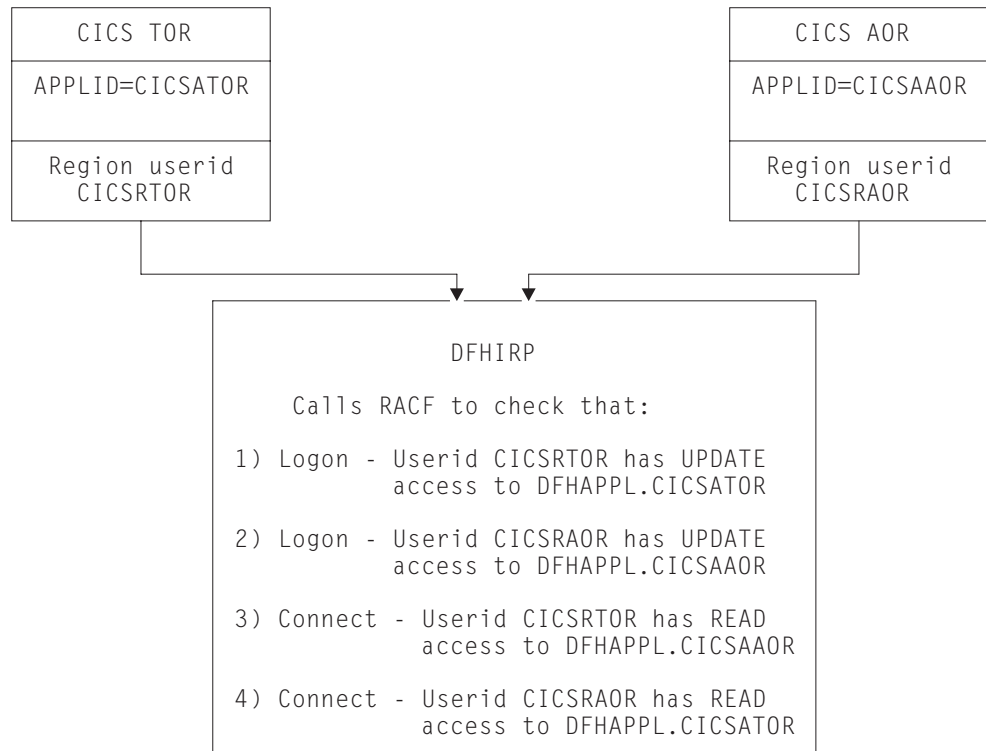 CICS TOR
APPLID=CICSATOR
Region userid
CICSRTOR
CICS AOR
APPLID=CICSAAOR
Region userid
CICSRAOR
DFHIRP
Calls RACF to check that:
1) Logon - Userid CICSRTOR has UPDATE
access to DFHAPPL.CICSATOR
2) Logon - Userid CICSRAOR has UPDATE
access to DFHAPPL.CICSAAOR
3) Connect - Userid CICSRTOR has READ
access to DFHAPPL.CICSAAOR
4) Connect - Userid CICSRAOR has READ
access to DFHAPPL.CICSATOR